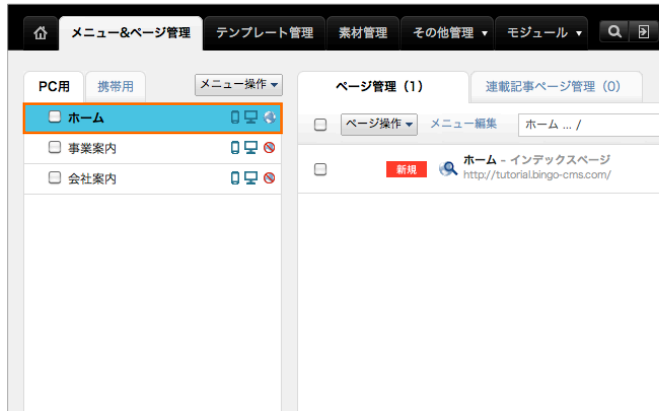 メニュー&ページ管理 テンプレート管理 素材管理 その他管理 ▼ モジュール ▼
PC用 携帯用 メニュー操作▼
ホーム
事業案内
会社案内
ページ管理（1） 連載記事ページ管理（0）
ページ操作▼ メニュー編集 ホーム ... /
新規 ホーム - インデックスページ
http://tutorial.bingo-cms.com/